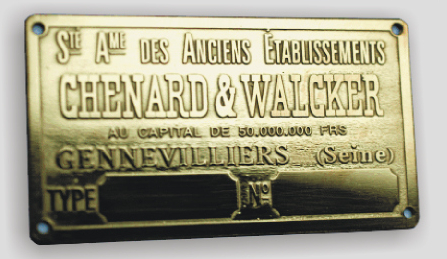 STÉ AME DES ANCIENS ÉTABLISSEMENTS
CHENARD & WALCKER
AU CAPITAL DE 50.000.000 FRS
GENNEVILLIERS (Seine)
TYPE No